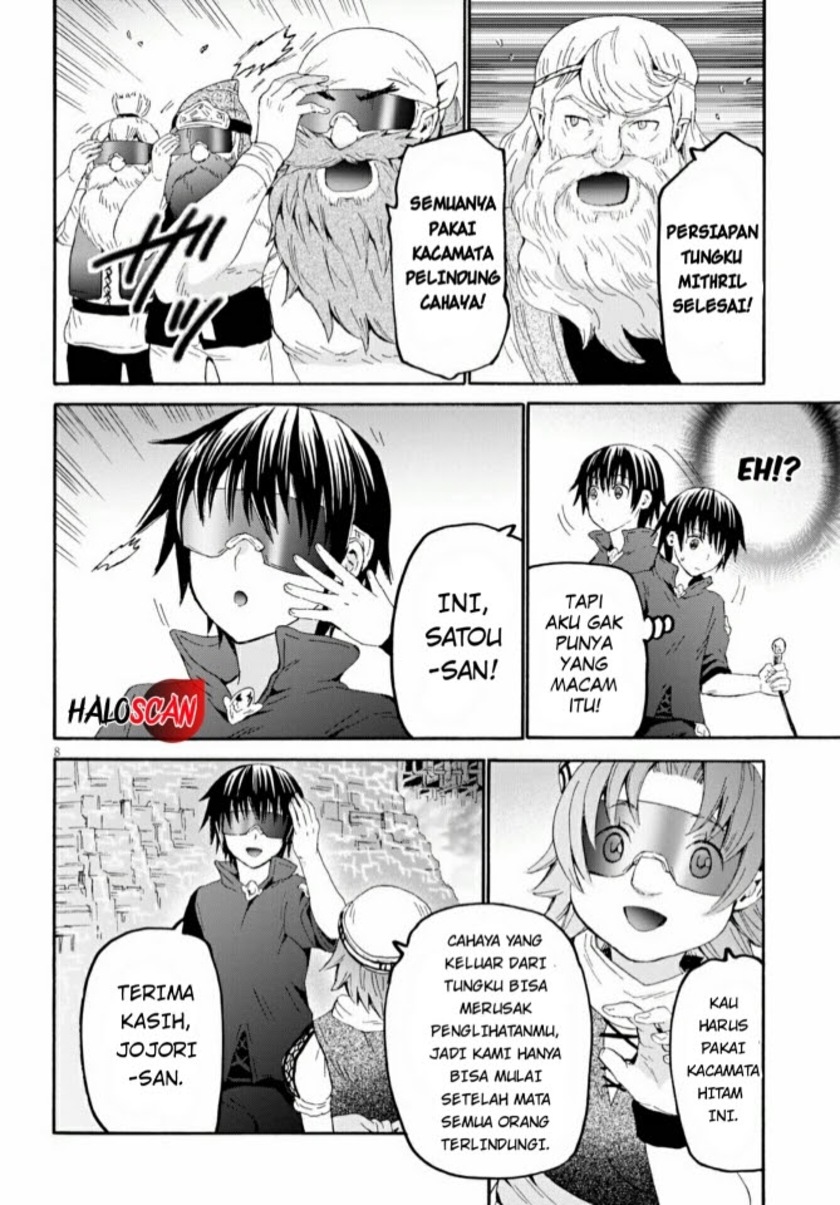 PERSIAPAN
TUNGKU
MITHRIL
SELESAI!
SEMUANYA
PAKAI
KACAMATA
PELINDUNG
CAHAYA!
ザッ
EH!?
TAPI
AKU GAK
PUNYA
YANG
MACAM
ITU!
INI,
SATOU
-SAN!
HALOSCAN
8
KAU
HARUS
PAKAI
KACAMATA
HITAM
INI.
CAHAYA YANG
KELUAR DARI
TUNGKU BISA
MERUSAK
PENGLIHATANMU,
JADI KAMI HANYA
BISA MULAI
SETELAH MATA
SEMUA ORANG
TERLINDUNGI.
TERIMA
KASIH,
JOJORI
-SAN.